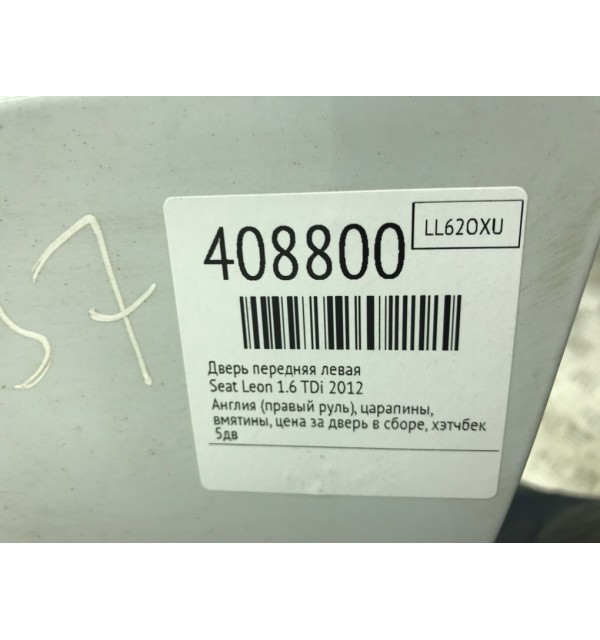 408800
LL62OXU
Дверь передняя левая
Seat Leon 1.6 TDi 2012
Англия (правый руль), царапины,
вмятины, цена за дверь в сборе, хэтчбек
5дв
57